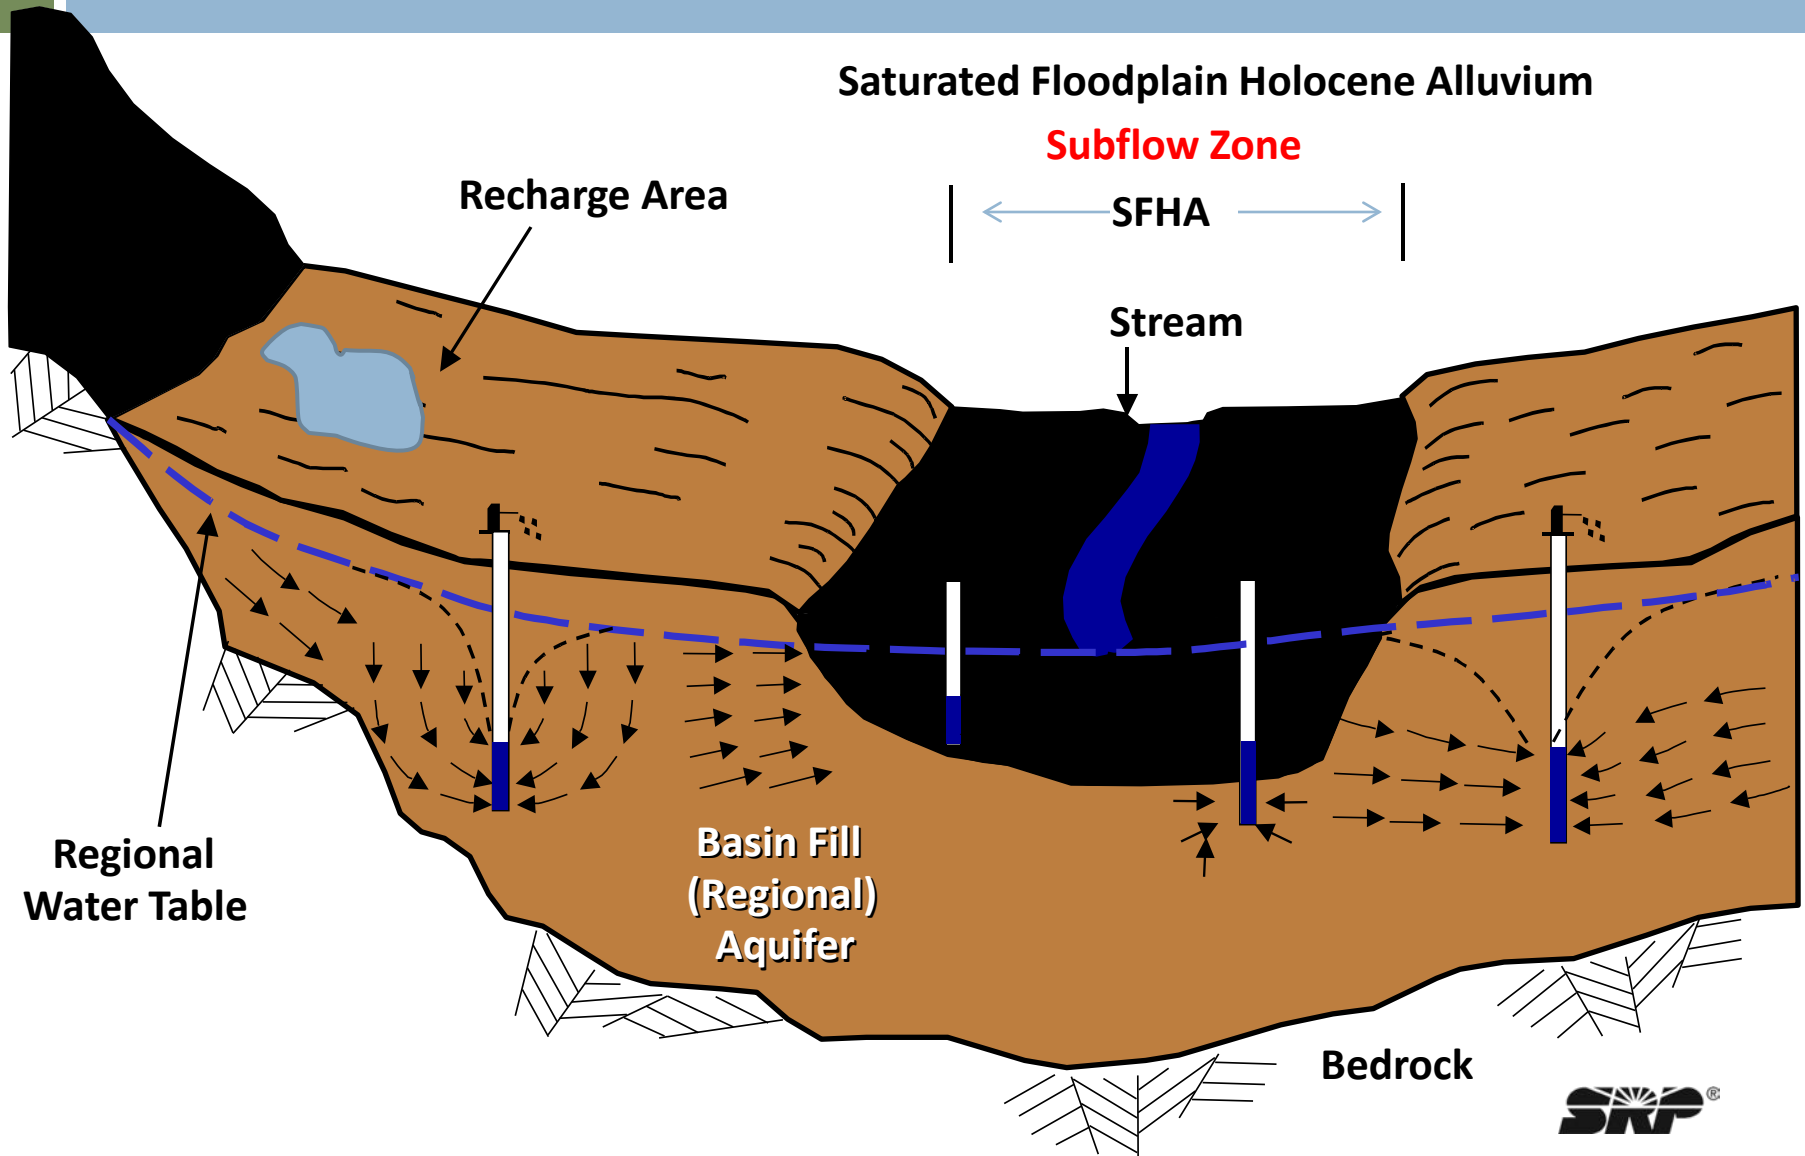 Saturated Floodplain Holocene Alluvium
Subflow Zone
Recharge Area
SFHA
Stream
Regional
Water Table
Basin Fill
(Regional)
Aquifer
Bedrock
SRP®